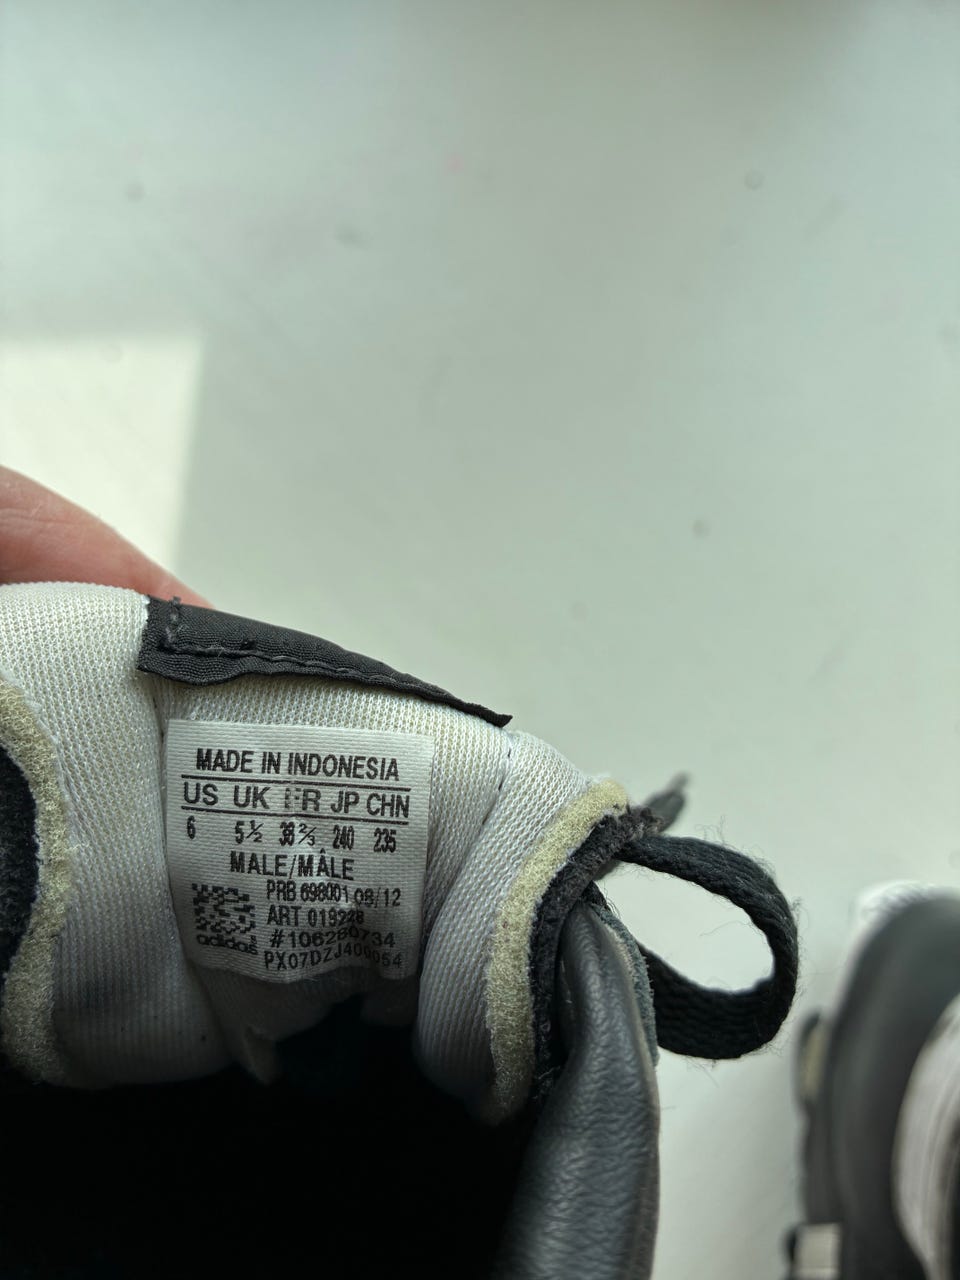 MADE IN INDONESIA
US UK FR JP CHN
6 5½ 38⅔ 240 235
MALE/MÂLE
PRB 698001 08/12
ART 019228
adidas #106280734
PX07DZJ400054